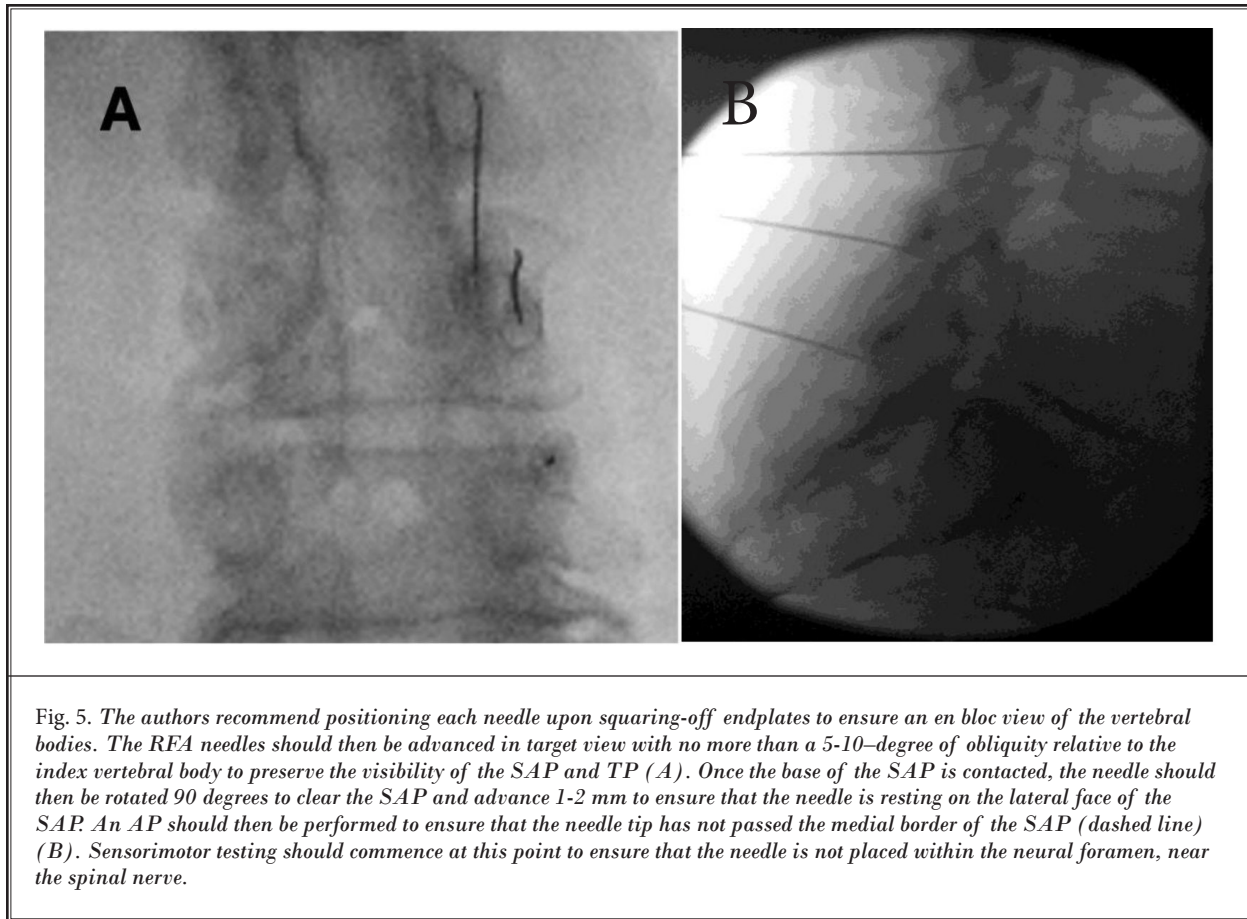 A
B
Fig. 5. The authors recommend positioning each needle upon squaring-off endplates to ensure an en bloc view of the vertebral
bodies. The RFA needles should then be advanced in target view with no more than a 5-10–degree of obliquity relative to the
index vertebral body to preserve the visibility of the SAP and TP (A). Once the base of the SAP is contacted, the needle should
then be rotated 90 degrees to clear the SAP and advance 1-2 mm to ensure that the needle is resting on the lateral face of the
SAP. An AP should then be performed to ensure that the needle tip has not passed the medial border of the SAP (dashed line)
(B). Sensorimotor testing should commence at this point to ensure that the needle is not placed within the neural foramen, near
the spinal nerve.